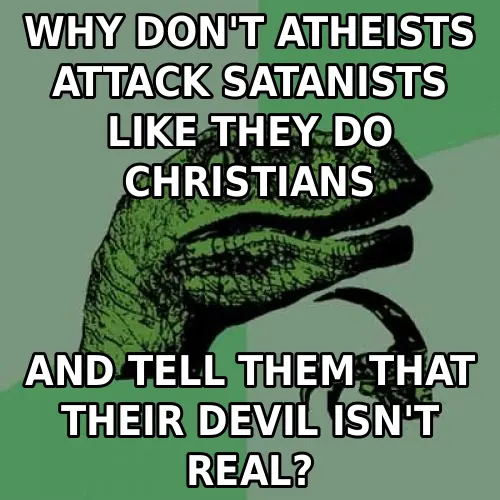 WHY DON'T ATHEISTS
ATTACK SATANISTS
LIKE THEY DO
CHRISTIANS
AND TELL THEM THAT
THEIR DEVIL ISN'T
REAL?